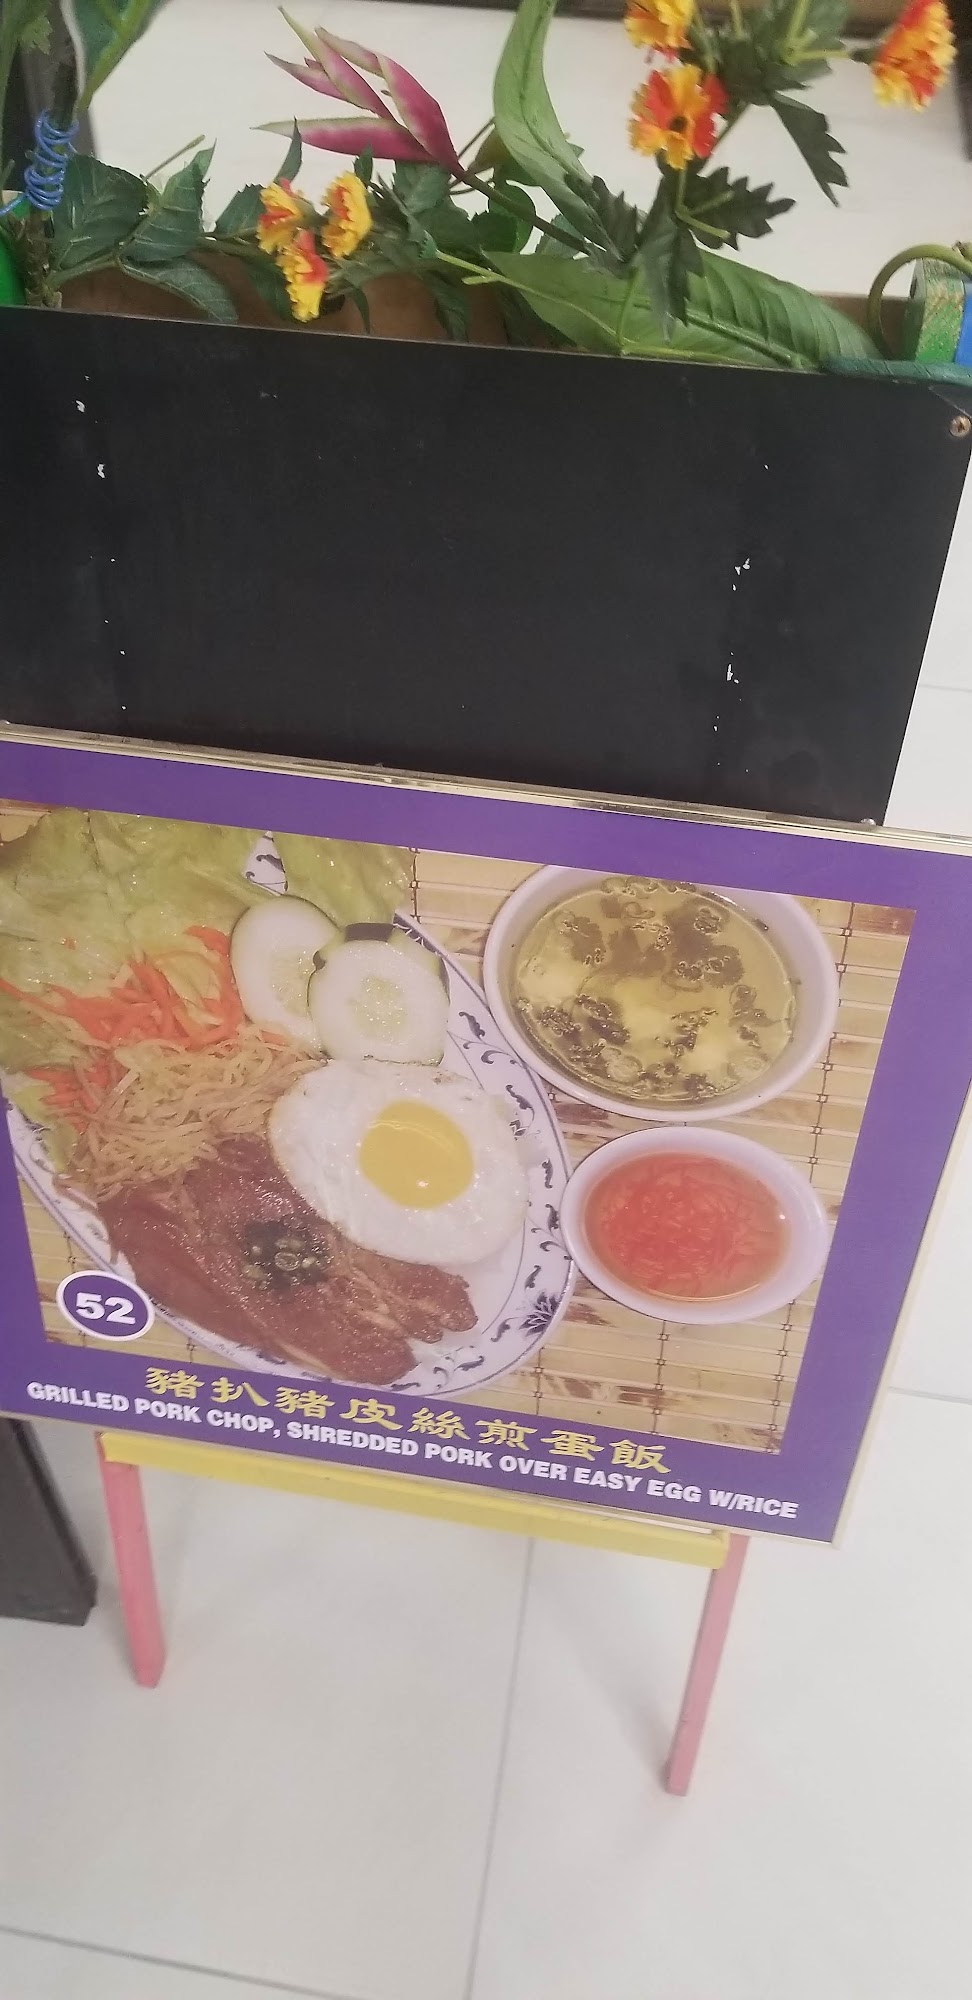 52
豬扒豬皮絲煎蛋飯
GRILLED PORK CHOP, SHREDDED PORK OVER EASY EGG W/RICE